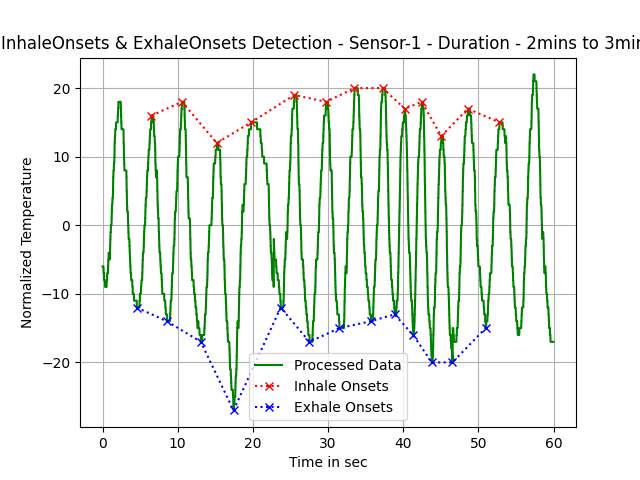 InhaleOnsets & ExhaleOnsets Detection - Sensor-1 - Duration - 2mins to 3min
20
10
0
−10
−20
Normalized Temperature
Processed Data
Inhale Onsets
Exhale Onsets
0 10 20 30 40 50 60
Time in sec